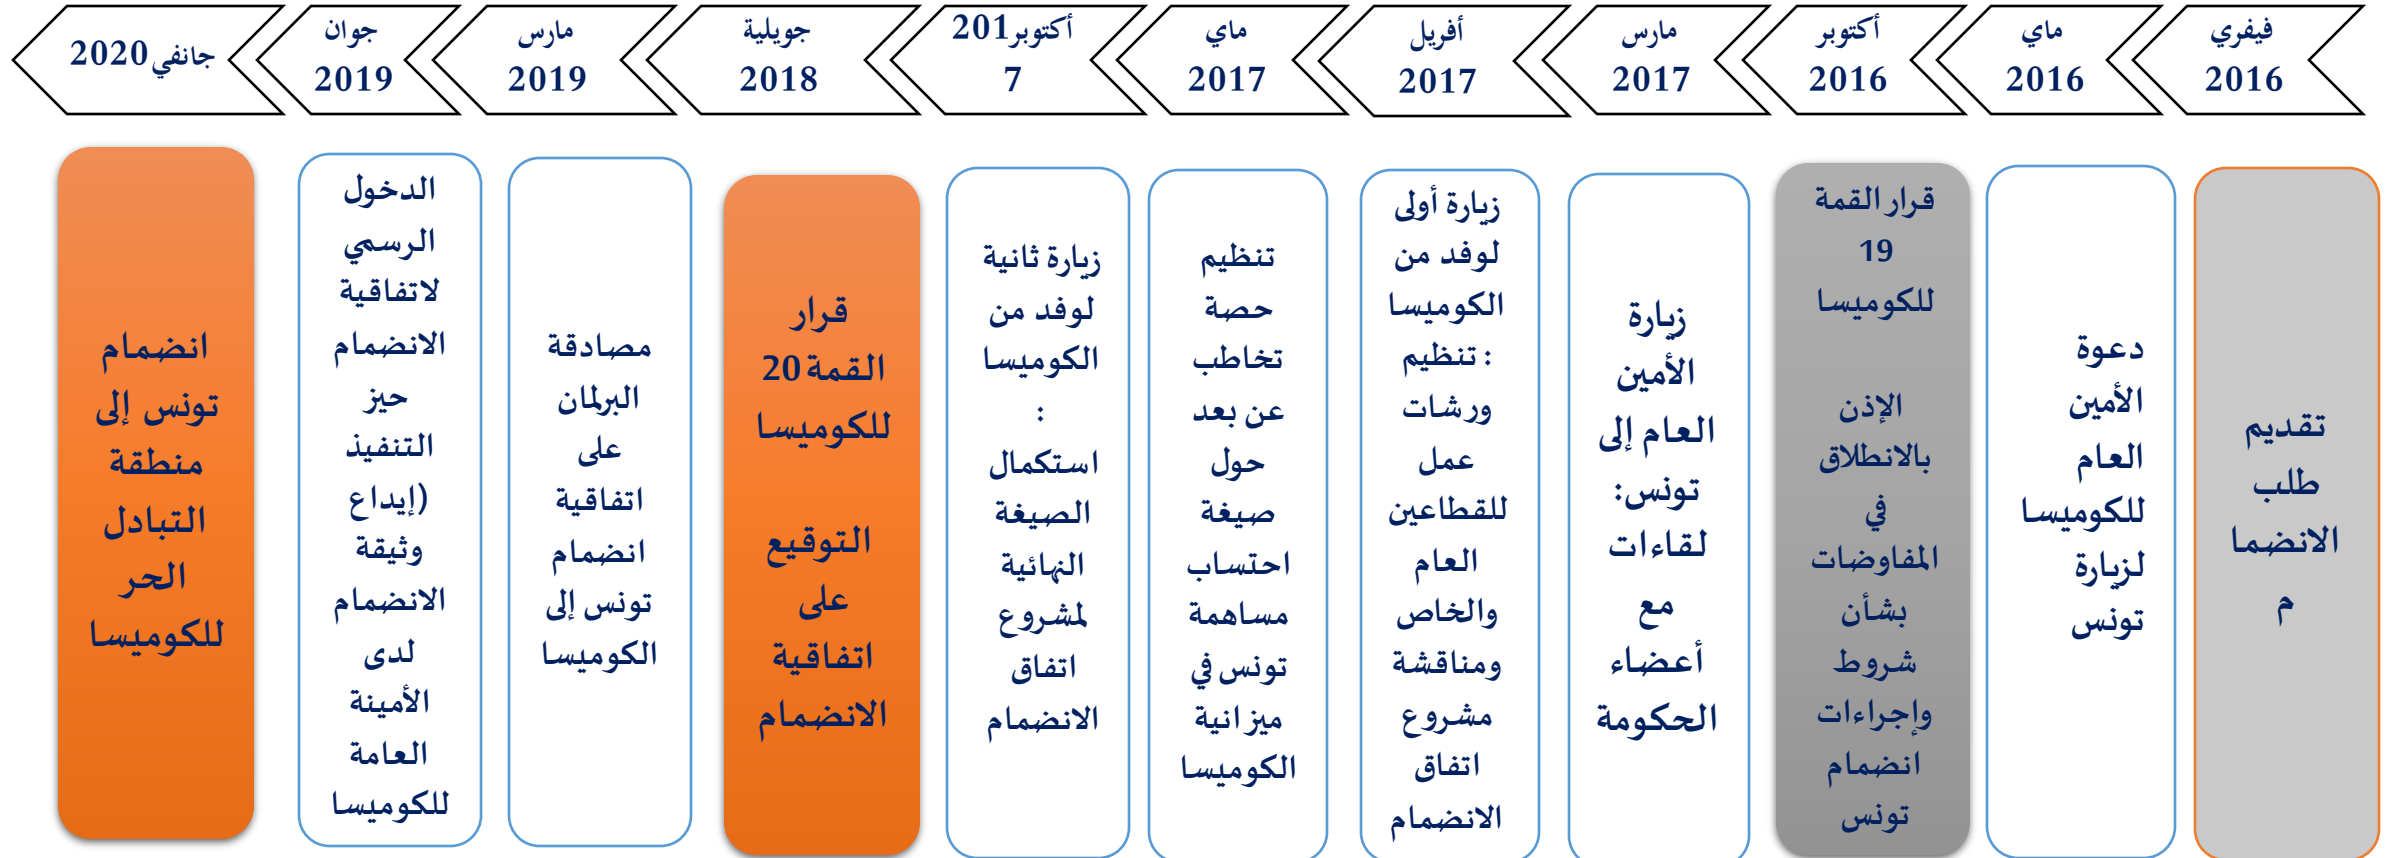 فيفري
2016
ماي
2016
أكتوبر
2016
مارس
2017
أفريل
2017
ماي
2017
أكتوبر201
7
جويلية
2018
مارس
2019
جوان
2019
جانفي 2020
تقديم
طلب
الانضما
م
دعوة
الأمين
العام
للكوميسا
لزيارة
تونس
قرار القمة
19
للكوميسا
الإذن
بالانطلاق
في
المفاوضات
بشأن
شروط
وإجراءات
انضمام
تونس
زيارة
الأمين
العام إلى
تونس:
لقاءات
مع
أعضاء
الحكومة
زيارة أولى
لوفد من
الكوميسا
: تنظيم
ورشات
عمل
للقطاعين
العام
والخاص
ومناقشة
مشروع
اتفاق
الانضمام
تنظيم
حصة
تخاطب
عن بعد
حول
صيغة
احتساب
مساهمة
تونس في
ميزانية
الكوميسا
زيارة ثانية
لوفد من
الكوميسا
:
استكمال
الصيغة
النهائية
لمشروع
اتفاق
الانضمام
قرار
القمة 20
للكوميسا
التوقيع
على
اتفاقية
الانضمام
مصادقة
البرلمان
على
اتفاقية
انضمام
تونس إلى
الكوميسا
الدخول
الرسمي
لاتفاقية
الانضمام
حيز
التنفيذ
(إيداع
وثيقة
الانضمام
لدى
الأمينة
العامة
للكوميسا
انضمام
تونس إلى
منطقة
التبادل
الحر
للكوميسا